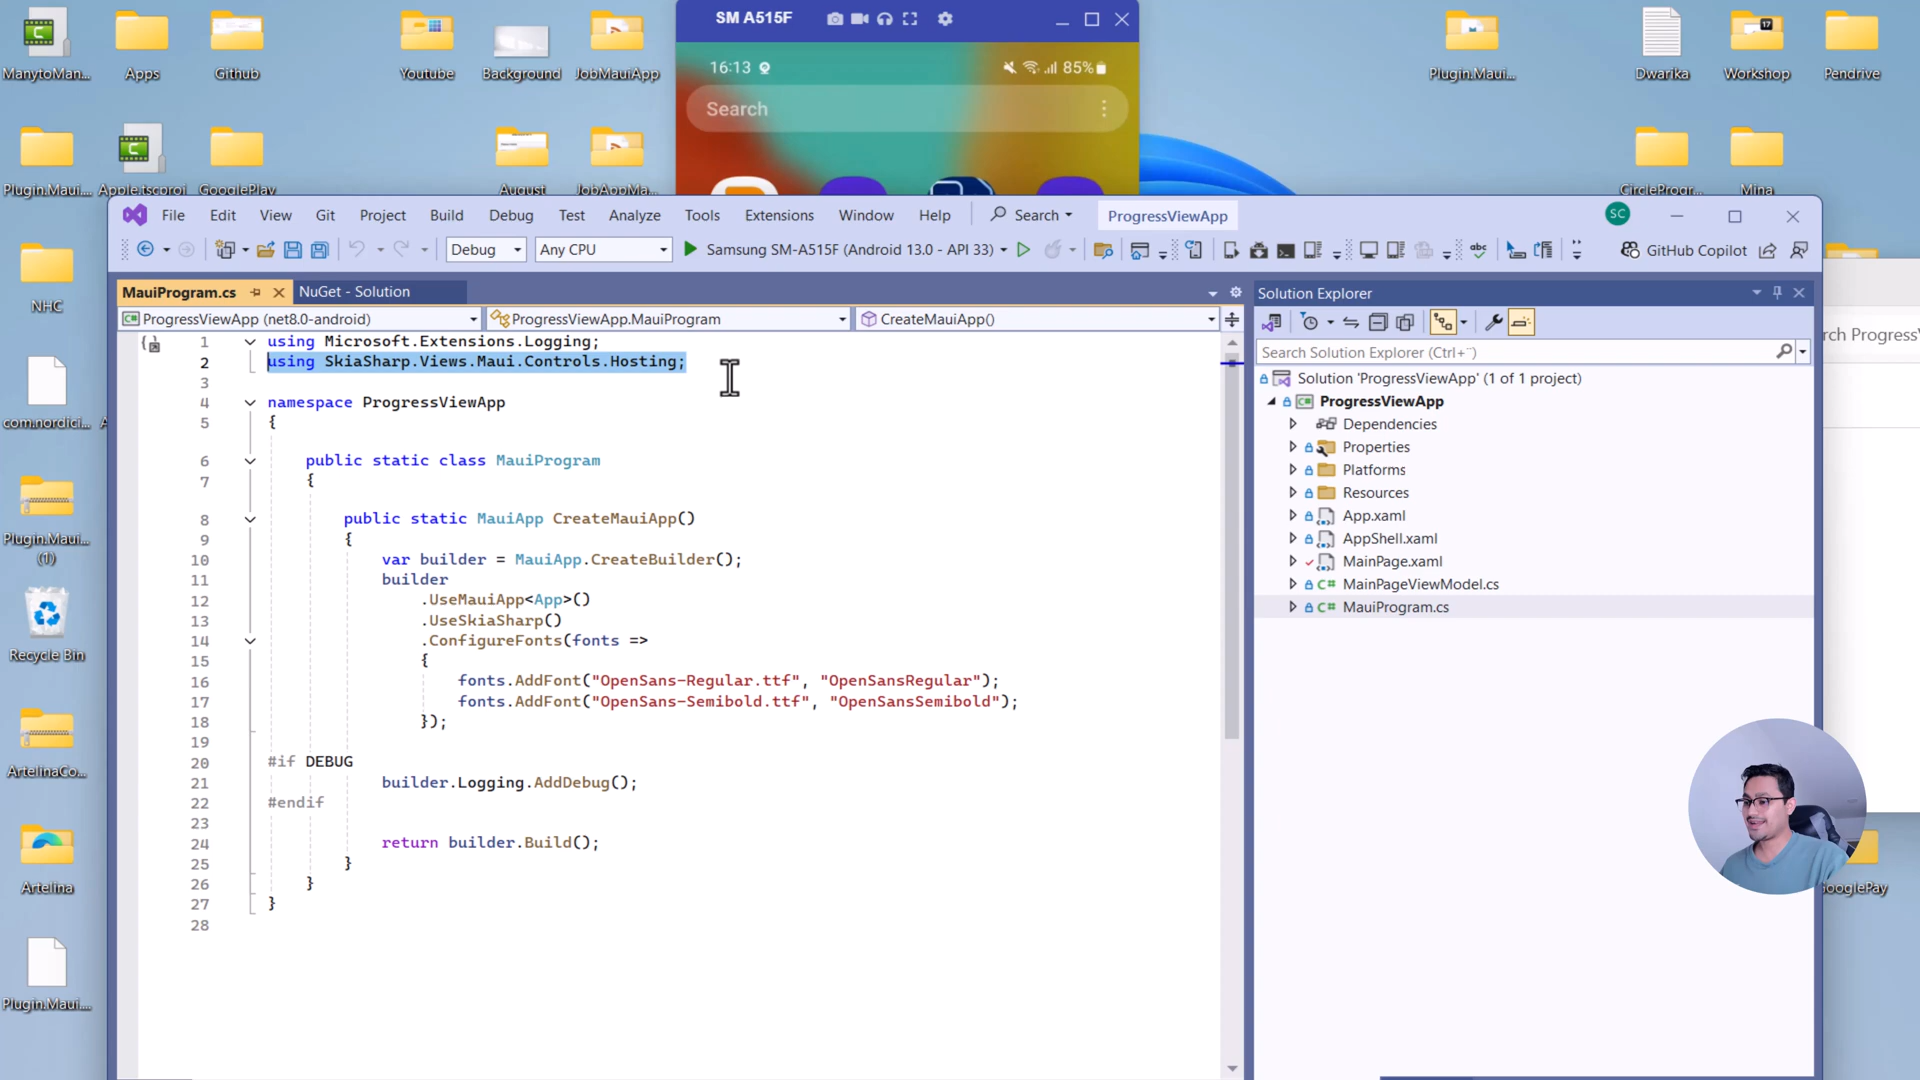 ManytoMan...
Apps
Github
Youtube
Background
JobMauiApp
SM A515F
16:13
85%
Search
Plugin.Maui...
Dwarika
Workshop
Pendrive
Plugin.Maui....
Apple.tscproj
GooglePlay
August
JobAppMa...
CircleProgr...
Mina
File Edit View Git Project Build Debug Test Analyze Tools Extensions Window Help Search ProgressViewApp
SC
Debug Any CPU Samsung SM-A515F (Android 13.0 - API 33) GitHub Copilot
MauiProgram.cs NuGet - Solution
ProgressViewApp (net8.0-android) ProgressViewApp.MauiProgram CreateMauiApp()
1 using Microsoft.Extensions.Logging;
2 using SkiaSharp.Views.Maui.Controls.Hosting;
3
4 namespace ProgressViewApp
5 {
6 public static class MauiProgram
7 {
8 public static MauiApp CreateMauiApp()
9 {
10 var builder = MauiApp.CreateBuilder();
11 builder
12 .UseMauiApp<App>()
13 .UseSkiaSharp()
14 .ConfigureFonts(fonts =>
15 {
16 fonts.AddFont("OpenSans-Regular.ttf", "OpenSansRegular");
17 fonts.AddFont("OpenSans-Semibold.ttf", "OpenSansSemibold");
18 });
19
20 #if DEBUG
21 builder.Logging.AddDebug();
22 #endif
23
24 return builder.Build();
25 }
26 }
27 }
28
Solution Explorer
Search Solution Explorer (Ctrl+¨)
Solution 'ProgressViewApp' (1 of 1 project)
ProgressViewApp
Dependencies
Properties
Platforms
Resources
App.xaml
AppShell.xaml
MainPage.xaml
MainPageViewModel.cs
MauiProgram.cs
rch Progress'
NHC
com.nordici...
Plugin.Maui....
(1)
Recycle Bin
ArtelinaCo...
Artelina
Plugin.Maui....
GooglePay